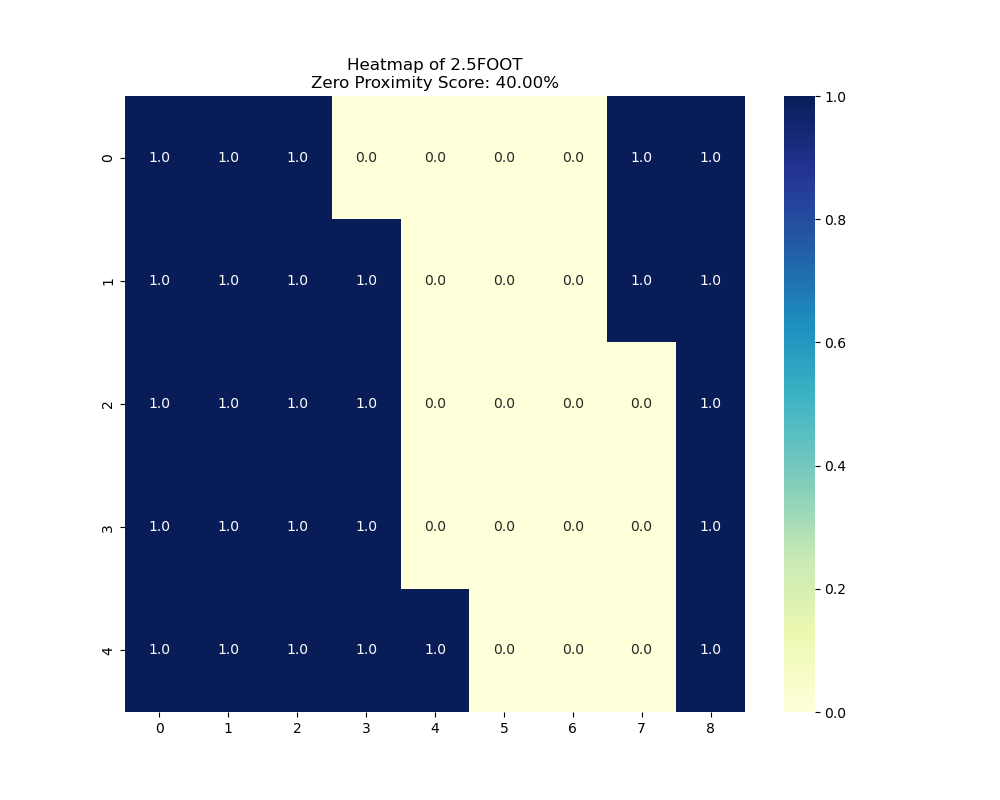 Heatmap of 2.5FOOT
Zero Proximity Score: 40.00%
0 1.0 1.0 1.0 0.0 0.0 0.0 0.0 1.0 1.0
1 1.0 1.0 1.0 1.0 0.0 0.0 0.0 1.0 1.0
2 1.0 1.0 1.0 1.0 0.0 0.0 0.0 0.0 1.0
3 1.0 1.0 1.0 1.0 0.0 0.0 0.0 0.0 1.0
4 1.0 1.0 1.0 1.0 1.0 0.0 0.0 0.0 1.0
0 1 2 3 4 5 6 7 8
1.0
0.8
0.6
0.4
0.2
0.0